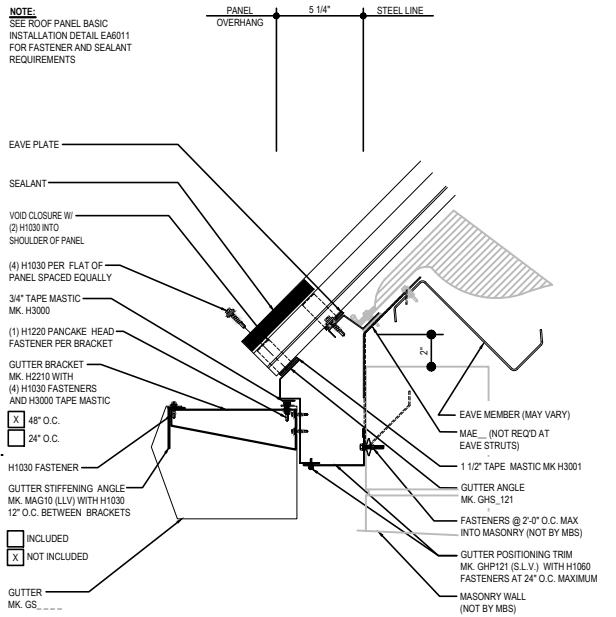 NOTE:
SEE ROOF PANEL BASIC
INSTALLATION DETAIL EA6011
FOR FASTENER AND SEALANT
REQUIREMENTS
PANEL
OVERHANG
5 1/4"
STEEL LINE
EAVE PLATE
SEALANT
VOID CLOSURE W/
(2) H1030 INTO
SHOULDER OF PANEL
(4) H1030 PER FLAT OF
PANEL SPACED EQUALLY
3/4" TAPE MASTIC
MK. H3000
(1) H1220 PANCAKE HEAD
FASTENER PER BRACKET
GUTTER BRACKET
MK. H2210 WITH
(4) H1030 FASTENERS
AND H3000 TAPE MASTIC
X 48" O.C.
24" O.C.
H1030 FASTENER
GUTTER STIFFENING ANGLE
MK. MAG10 (LLV) WITH H1030
12" O.C. BETWEEN BRACKETS
INCLUDED
X NOT INCLUDED
GUTTER
MK. GS_ _ _ _
2"
EAVE MEMBER (MAY VARY)
MAE__ (NOT REQ'D AT
EAVE STRUTS)
1 1/2" TAPE MASTIC MK H3001
GUTTER ANGLE
MK. GHS_121
FASTENERS @ 2'-0" O.C. MAX
INTO MASONRY (NOT BY MBS)
GUTTER POSITIONING TRIM
MK. GHP121 (S.L.V.) WITH H1060
FASTENERS AT 24" O.C. MAXIMUM
MASONRY WALL
(NOT BY MBS)